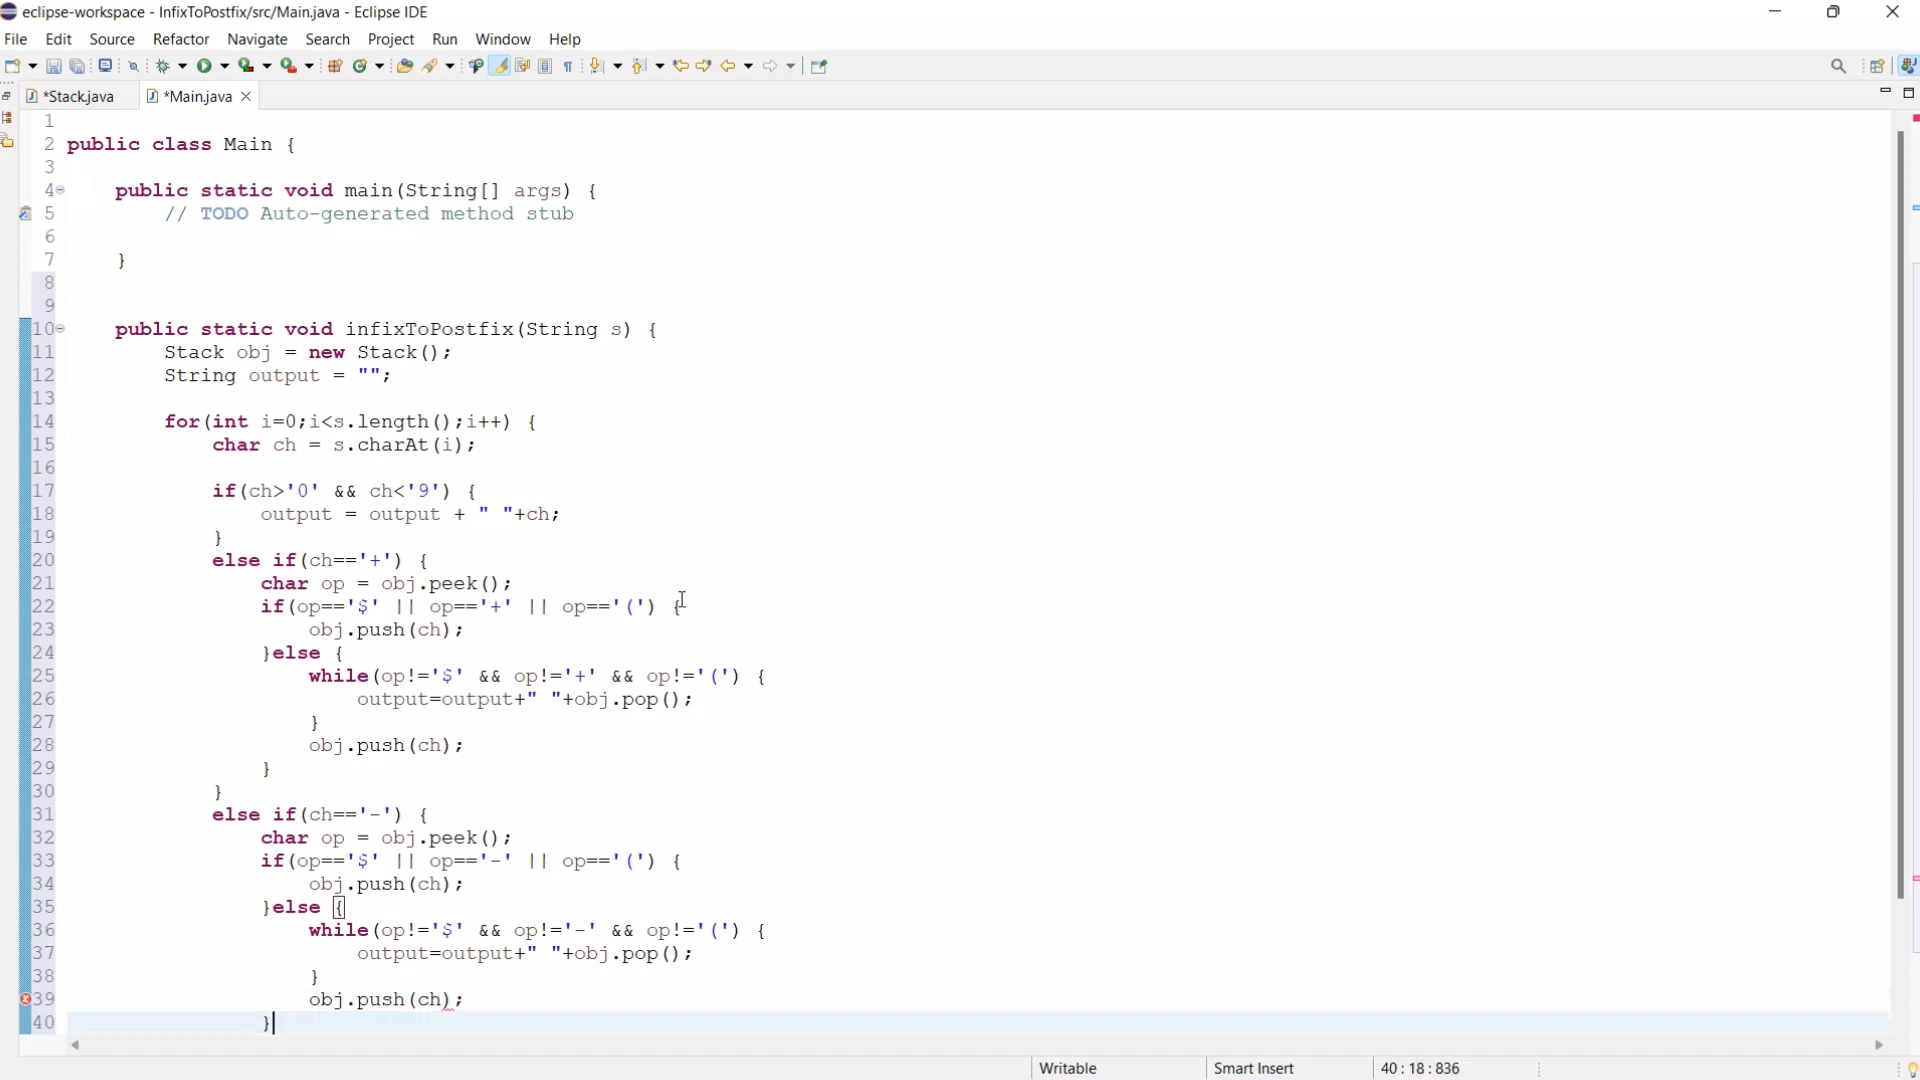 eclipse-workspace - InfixToPostfix/src/Main.java - Eclipse IDE
File Edit Source Refactor Navigate Search Project Run Window Help
*Stack.java *Main.java
1
2 public class Main {
3
4 public static void main(String[] args) {
5 // TODO Auto-generated method stub
6
7 }
8
9
10 public static void infixToPostfix(String s) {
11 Stack obj = new Stack();
12 String output = "";
13
14 for(int i=0;i<s.length();i++) {
15 char ch = s.charAt(i);
16
17 if(ch>'0' && ch<'9') {
18 output = output + " "+ch;
19 }
20 else if(ch=='+') {
21 char op = obj.peek();
22 if(op=='$' || op=='+' || op=='(') {
23 obj.push(ch);
24 }else {
25 while(op!='$' && op!='+' && op!='(') {
26 output=output+" "+obj.pop();
27 }
28 obj.push(ch);
29 }
30 }
31 else if(ch=='-') {
32 char op = obj.peek();
33 if(op=='$' || op=='-' || op=='(') {
34 obj.push(ch);
35 }else {
36 while(op!='$' && op!='-' && op!='(') {
37 output=output+" "+obj.pop();
38 }
39 obj.push(ch);
40 }
Writable Smart Insert 40 : 18 : 836